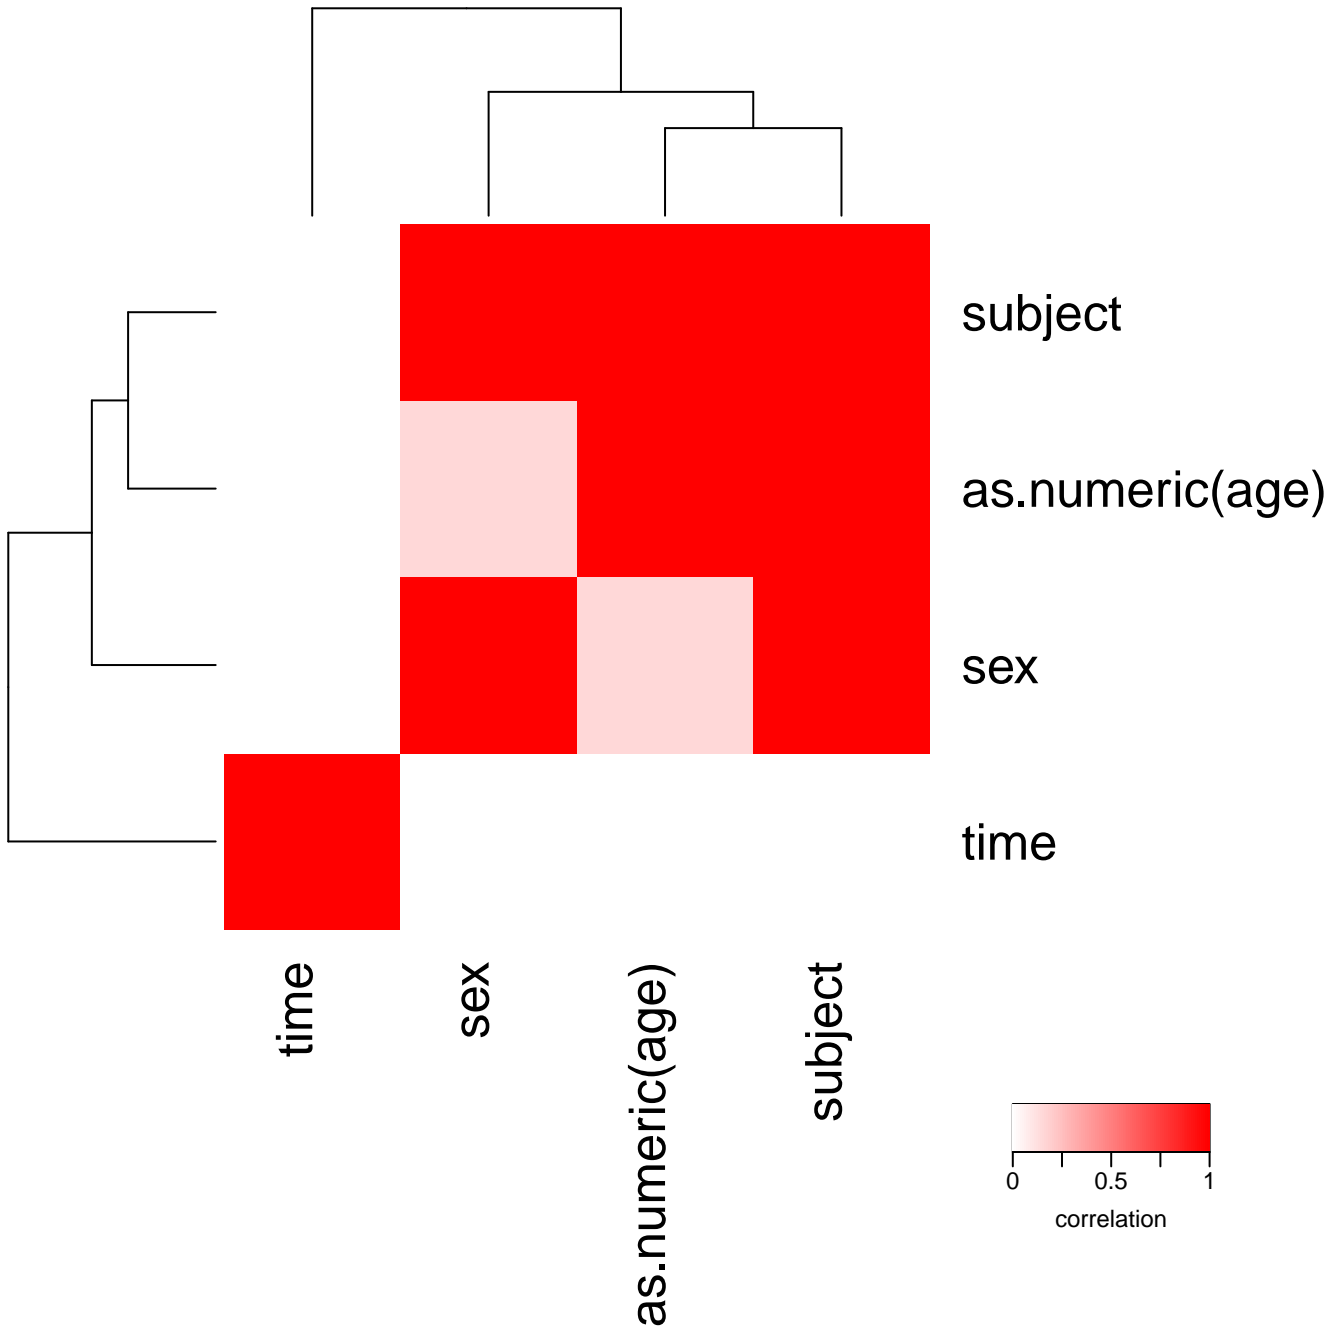 subject
as.numeric(age)
sex
time
time
sex
as.numeric(age)
subject
0 0.5 1
correlation